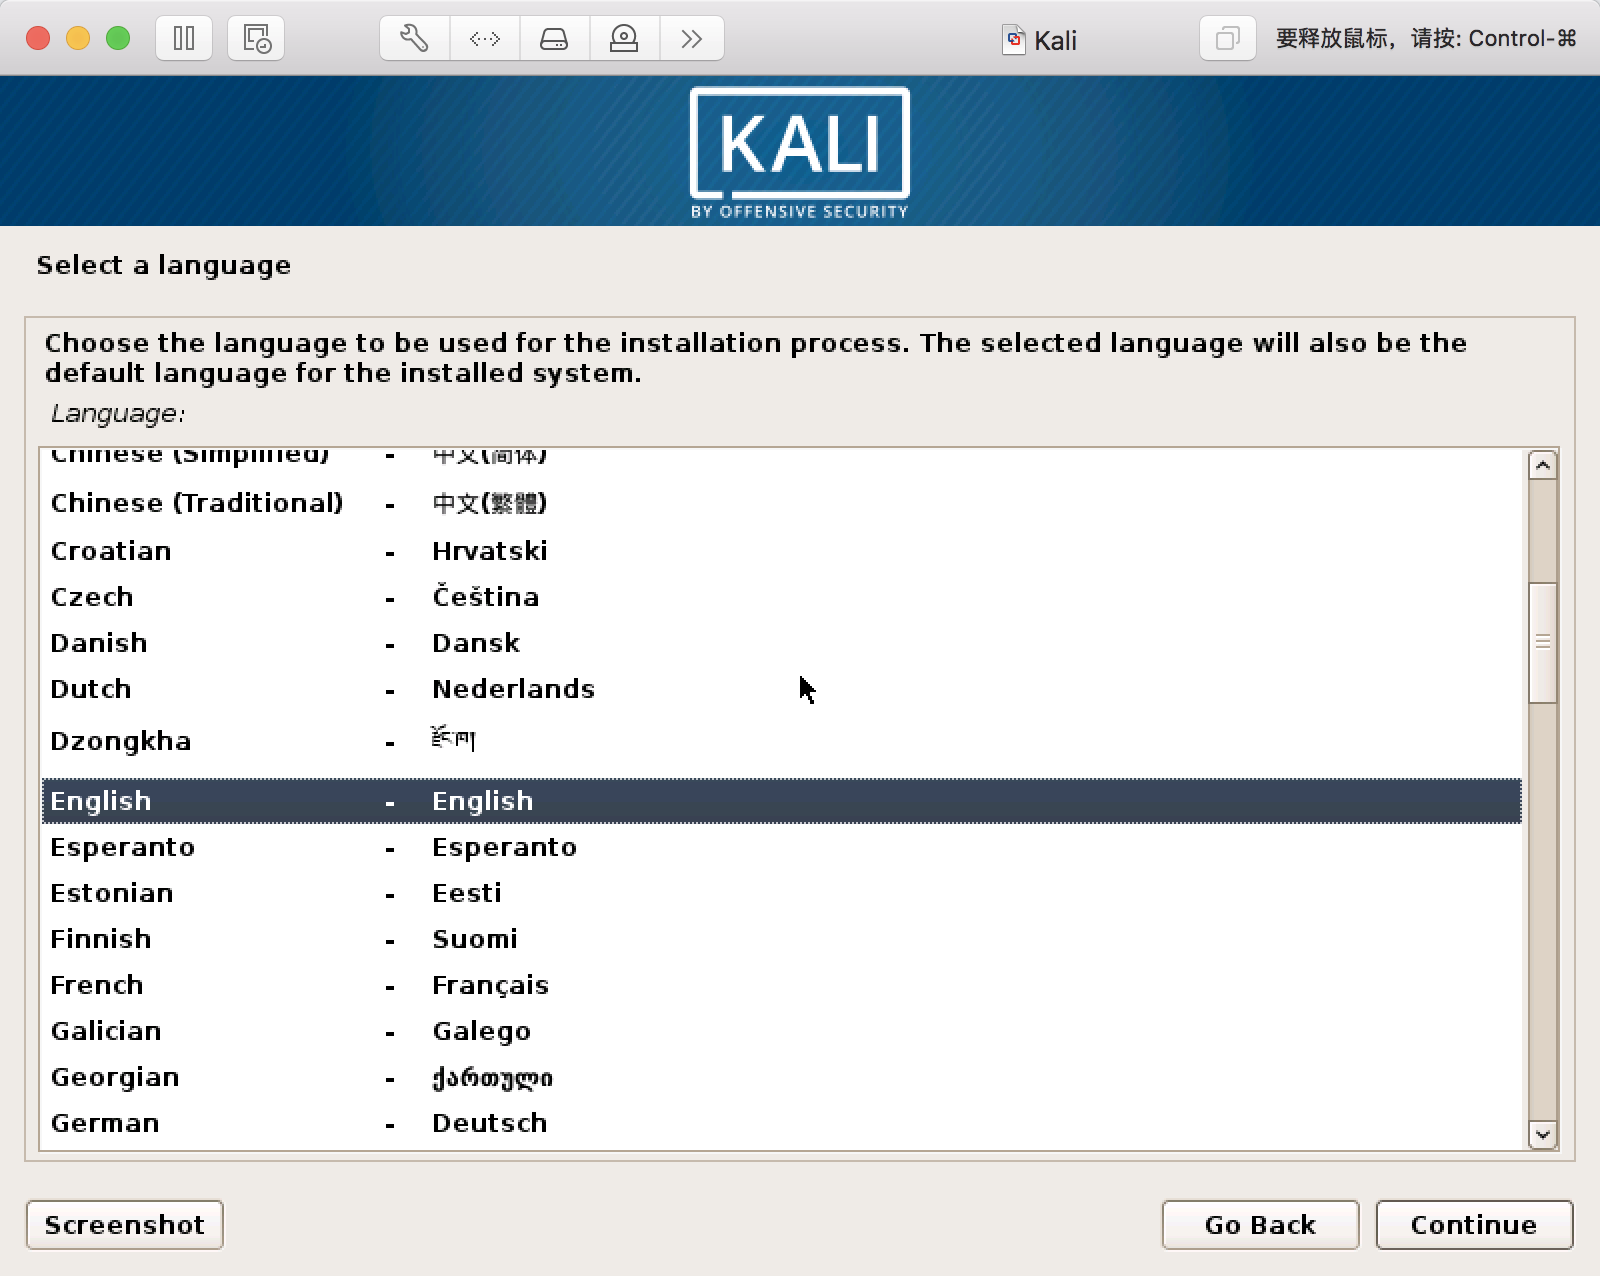 Kali
要释放鼠标，请按: Control-⌘
KALI
BY OFFENSIVE SECURITY
Select a language
Choose the language to be used for the installation process. The selected language will also be the
default language for the installed system.
Language:
Chinese (Simplified) - 中文(简体)
Chinese (Traditional) - 中文(繁體)
Croatian - Hrvatski
Czech - Čeština
Danish - Dansk
Dutch - Nederlands
Dzongkha - རྫོང་ཁ།
English - English
Esperanto - Esperanto
Estonian - Eesti
Finnish - Suomi
French - Français
Galician - Galego
Georgian - ქართული
German - Deutsch
Screenshot Go Back Continue